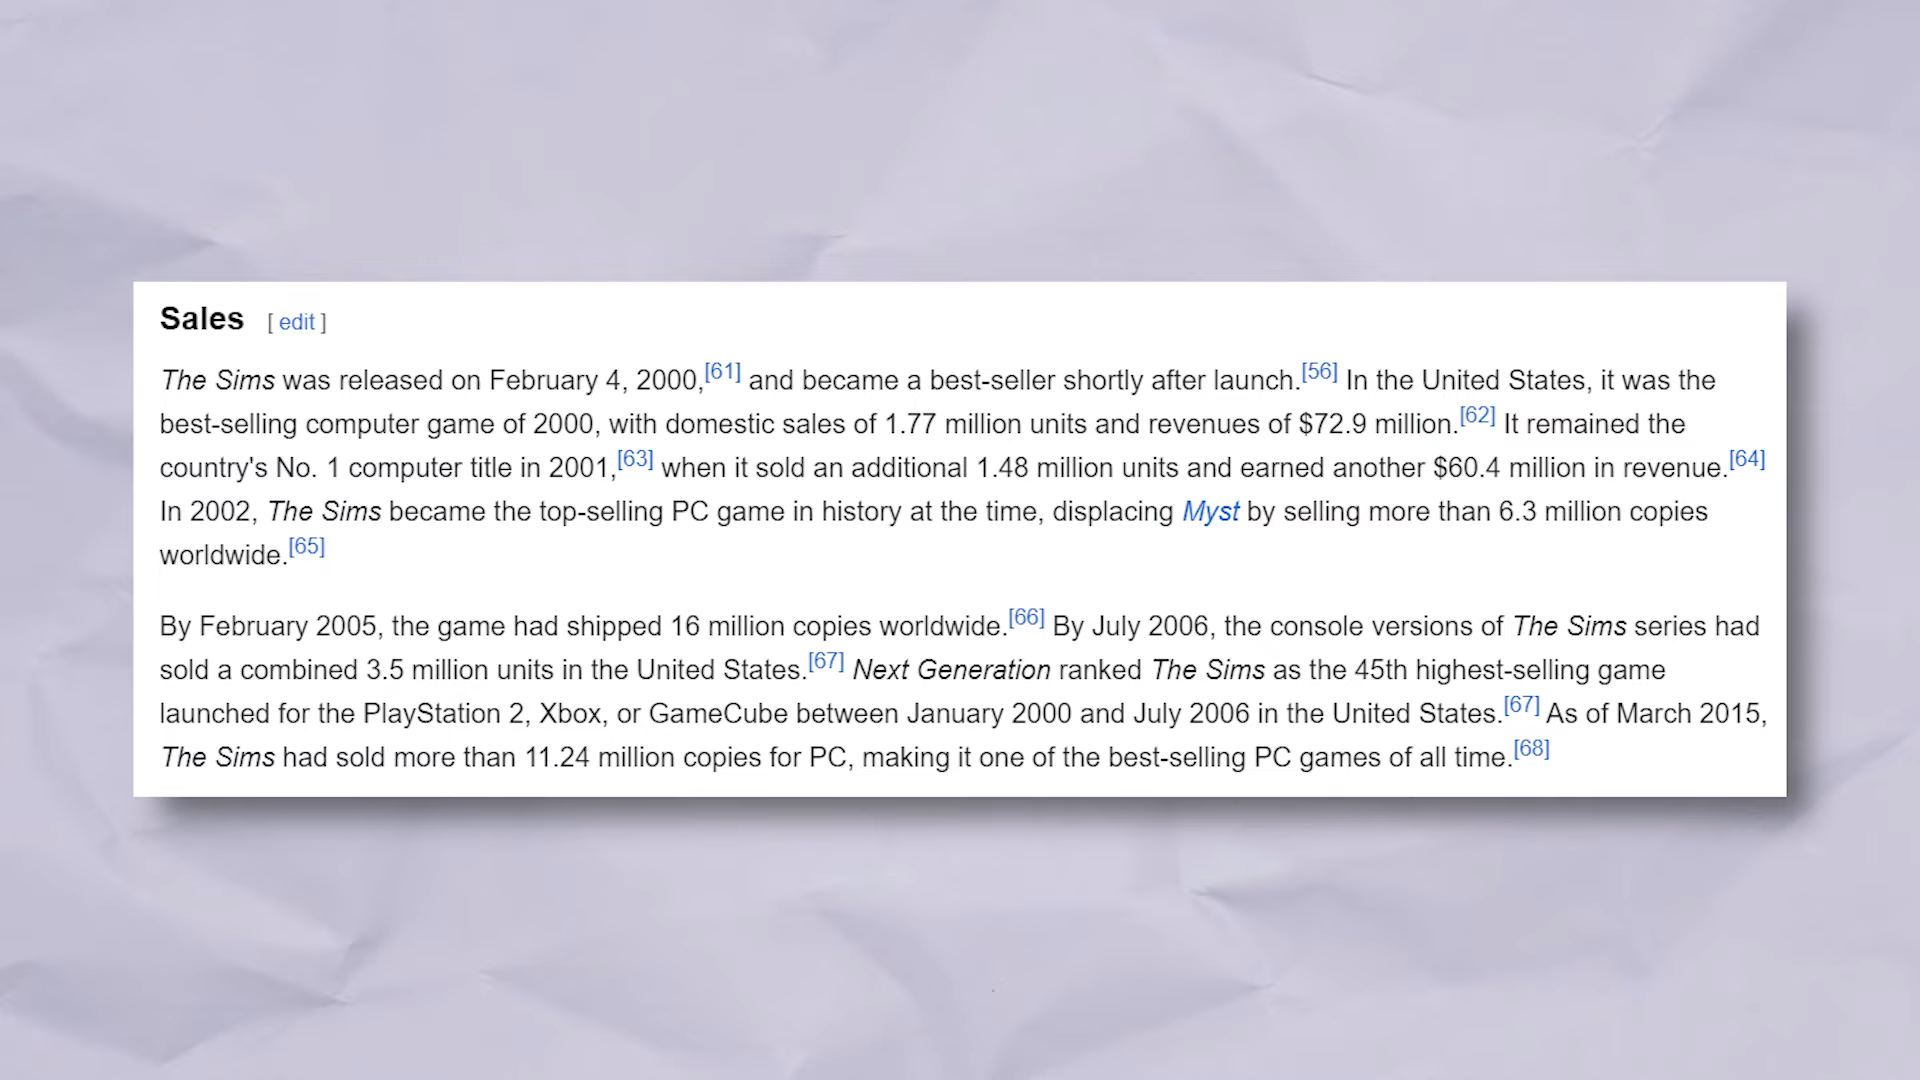 Sales [ edit ]
The Sims was released on February 4, 2000,[61] and became a best-seller shortly after launch.[56] In the United States, it was the
best-selling computer game of 2000, with domestic sales of 1.77 million units and revenues of $72.9 million.[62] It remained the
country's No. 1 computer title in 2001,[63] when it sold an additional 1.48 million units and earned another $60.4 million in revenue.[64]
In 2002, The Sims became the top-selling PC game in history at the time, displacing Myst by selling more than 6.3 million copies
worldwide.[65]
By February 2005, the game had shipped 16 million copies worldwide.[66] By July 2006, the console versions of The Sims series had
sold a combined 3.5 million units in the United States.[67] Next Generation ranked The Sims as the 45th highest-selling game
launched for the PlayStation 2, Xbox, or GameCube between January 2000 and July 2006 in the United States.[67] As of March 2015,
The Sims had sold more than 11.24 million copies for PC, making it one of the best-selling PC games of all time.[68]